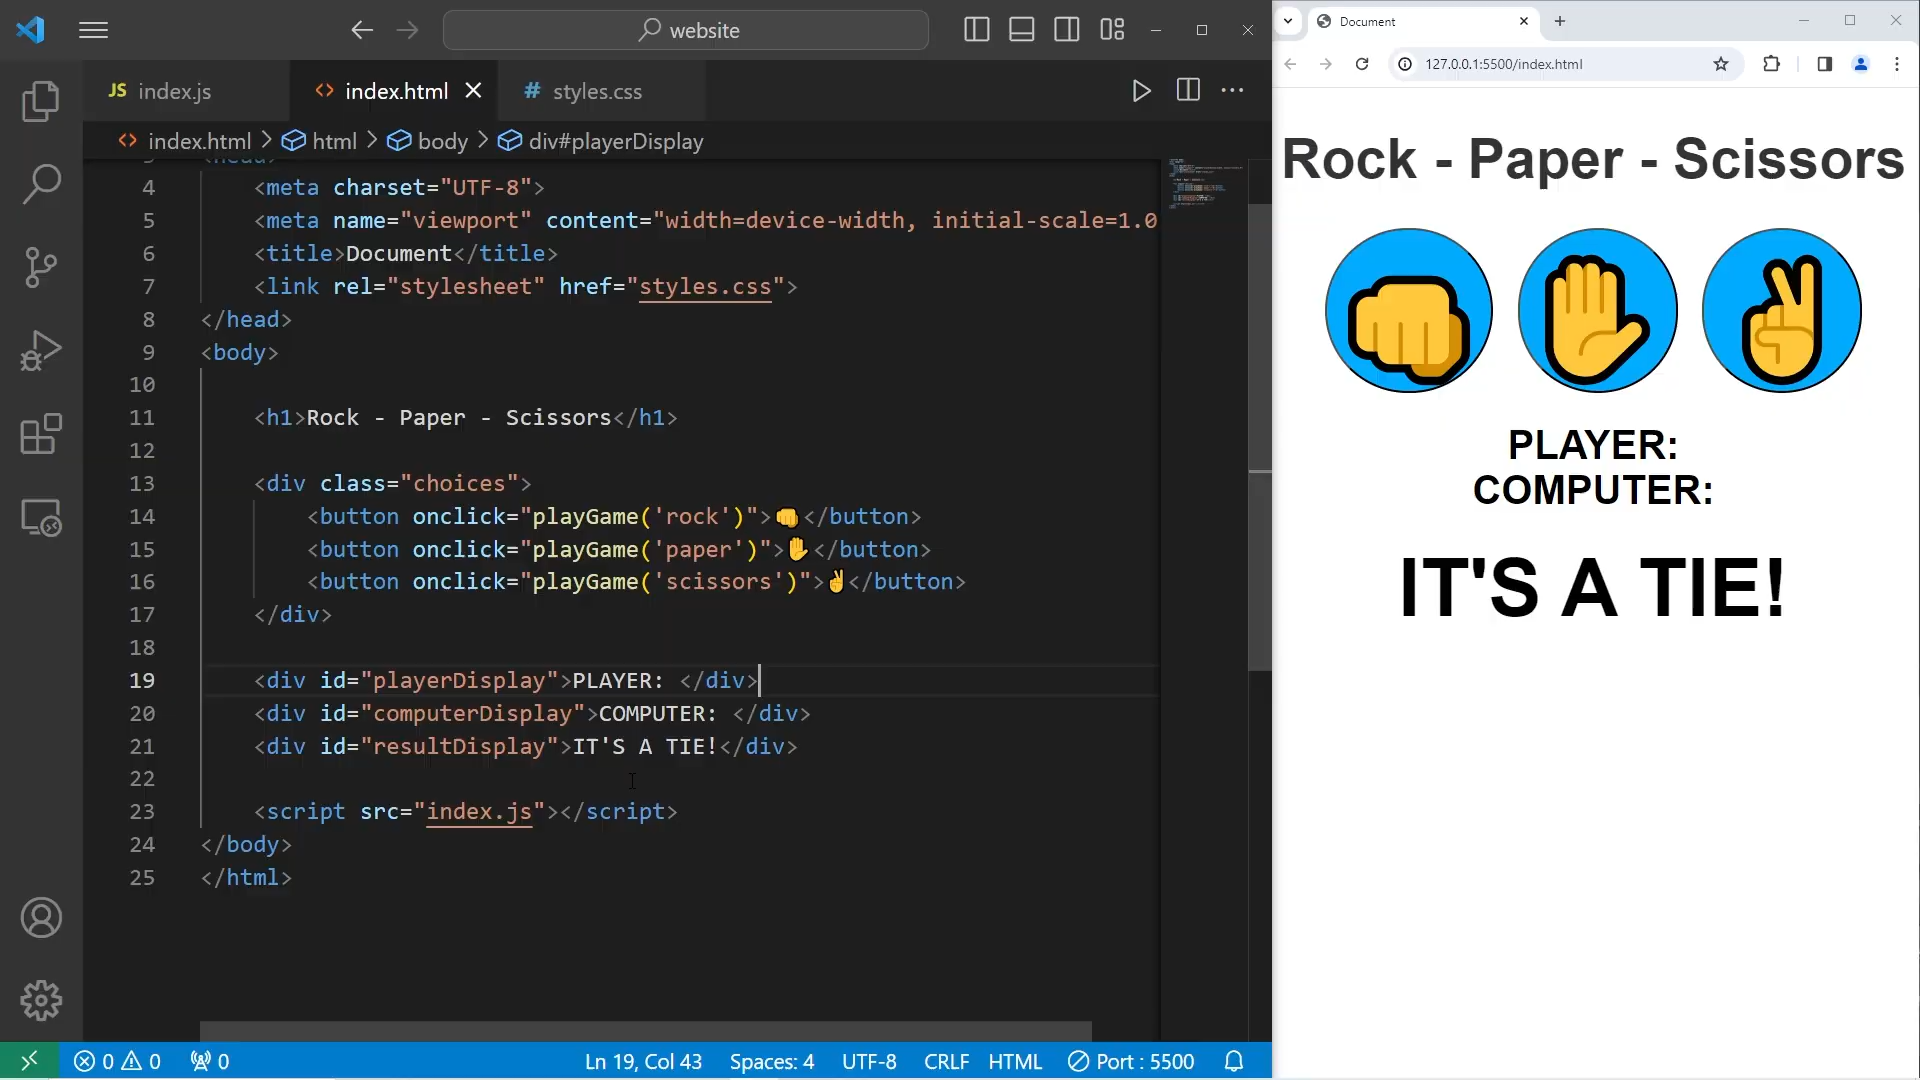 website
JS index.js
<> index.html
# styles.css
<> index.html > html > body > div#playerDisplay
4 <meta charset="UTF-8">
5 <meta name="viewport" content="width=device-width, initial-scale=1.0
6 <title>Document</title>
7 <link rel="stylesheet" href="styles.css">
8 </head>
9 <body>
10
11 <h1>Rock - Paper - Scissors</h1>
12
13 <div class="choices">
14 <button onclick="playGame('rock')">👊</button>
15 <button onclick="playGame('paper')">✋</button>
16 <button onclick="playGame('scissors')">✌</button>
17 </div>
18
19 <div id="playerDisplay">PLAYER: </div>
20 <div id="computerDisplay">COMPUTER: </div>
21 <div id="resultDisplay">IT'S A TIE!</div>
22
23 <script src="index.js"></script>
24 </body>
25 </html>
0 0 0 Ln 19, Col 43 Spaces: 4 UTF-8 CRLF HTML Port : 5500
Document
127.0.0.1:5500/index.html
Rock - Paper - Scissors
PLAYER:
COMPUTER:
IT'S A TIE!